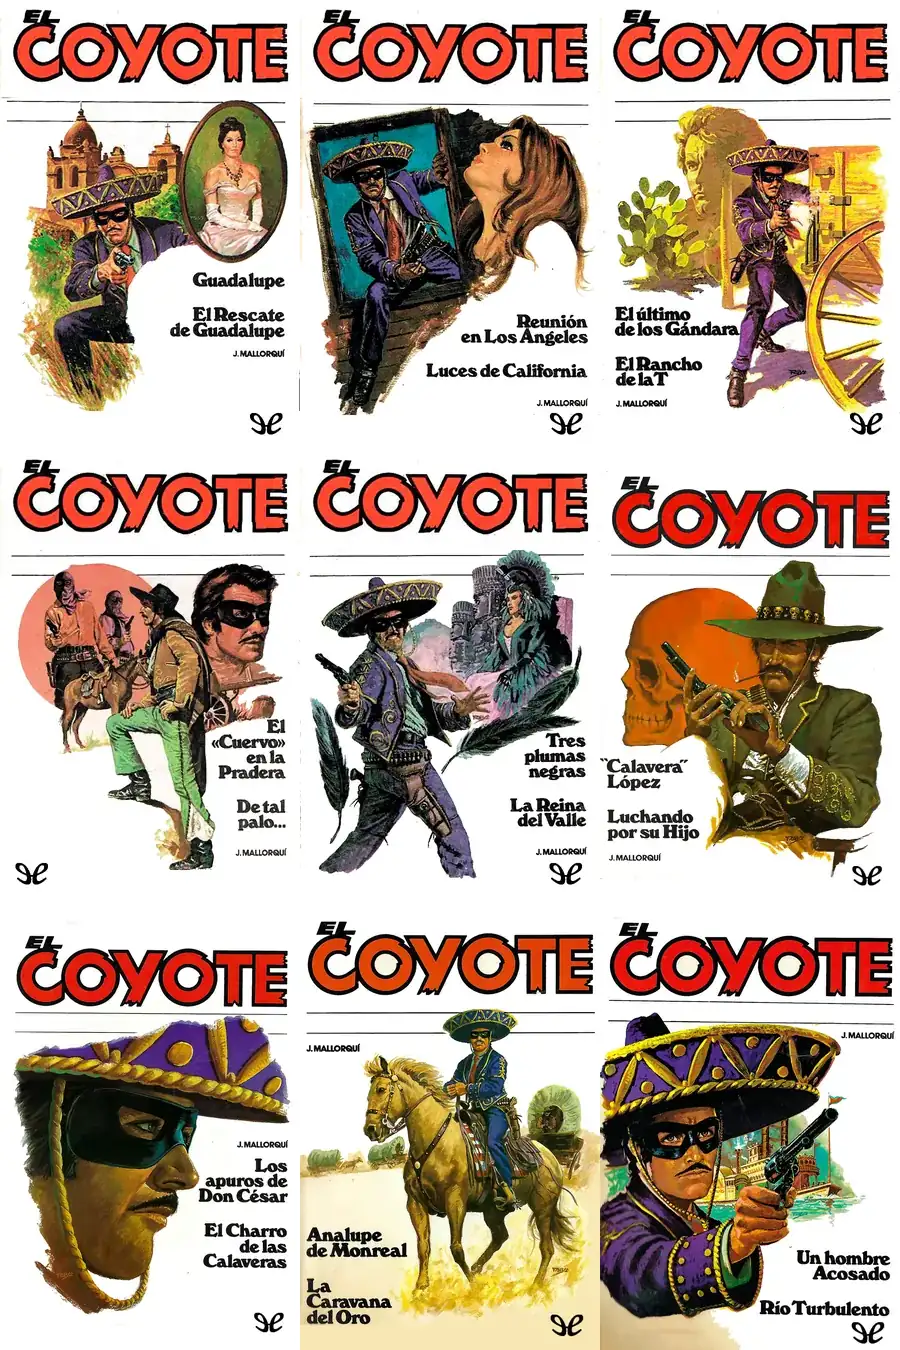 EL
COYOTE
Guadalupe
El Rescate
de Guadalupe
J. MALLORQUÍ
EL
COYOTE
Reunión
en Los Angeles
Luces de California
J. MALLORQUÍ
EL
COYOTE
El último
de los Gándara
El Rancho
de la T
J. MALLORQUÍ
EL
COYOTE
El
«Cuervo»
en la
Pradera
De tal
palo...
J. MALLORQUÍ
EL
COYOTE
Tres
plumas
negras
La Reina
del Valle
J. MALLORQUÍ
EL
COYOTE
"Calavera"
López
Luchando
por su Hijo
J. MALLORQUÍ
EL
COYOTE
J. MALLORQUÍ
Los
apuros de
Don César
El Charro
de las
Calaveras
EL
COYOTE
J. MALLORQUÍ
Analupe
de Monreal
La
Caravana
del Oro
EL
COYOTE
J. MALLORQUÍ
Un hombre
Acosado
Río Turbulento